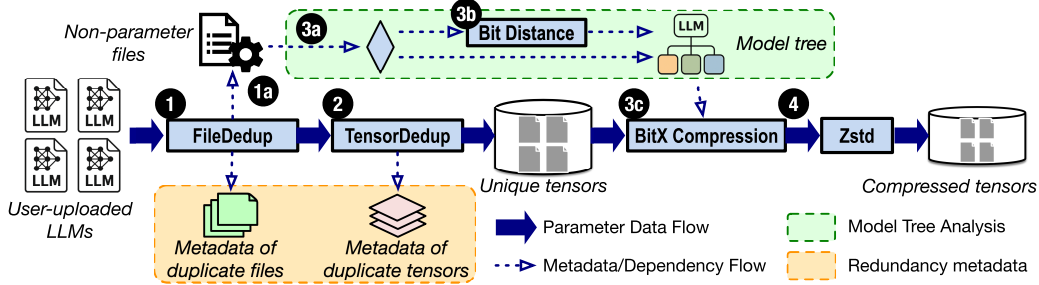 Non-parameter
files
3a
3b
Bit Distance
LLM
Model tree
1a
LLM
LLM
LLM
LLM
User-uploaded
LLMs
1
FileDedup
2
TensorDedup
Unique tensors
3c
BitX Compression
4
Zstd
Compressed tensors
Metadata of
duplicate files
Metadata of
duplicate tensors
Parameter Data Flow
Metadata/Dependency Flow
Model Tree Analysis
Redundancy metadata